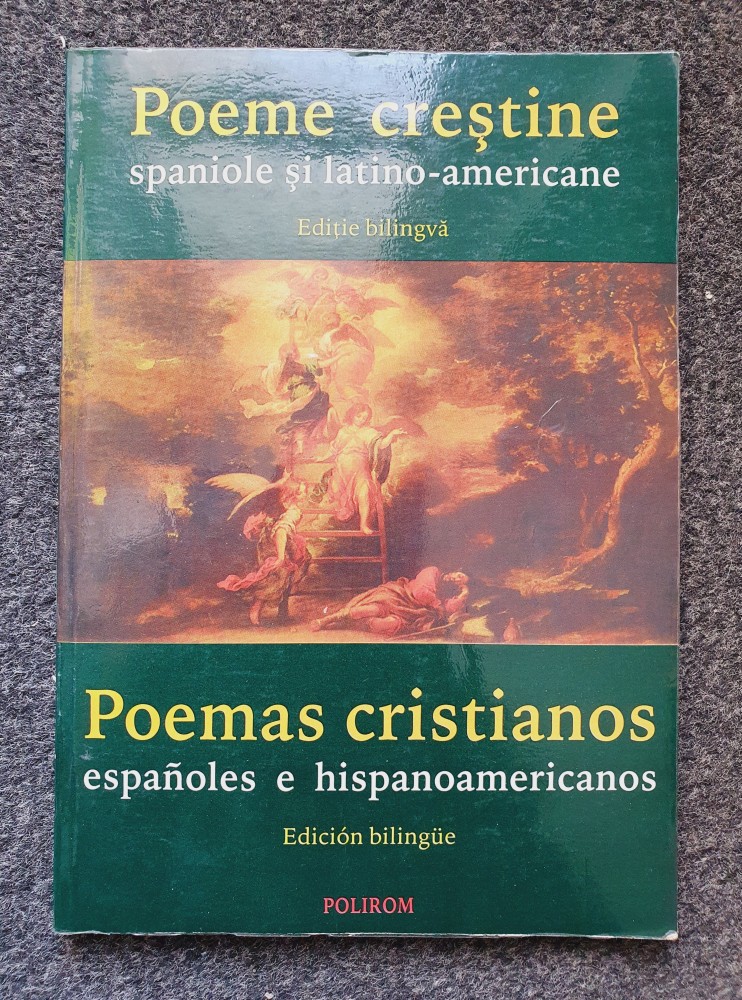 Poeme creştine
spaniole şi latino-americane
Ediţie bilingvă
Poemas cristianos
españoles e hispanoamericanos
Edición bilingüe
POLIROM